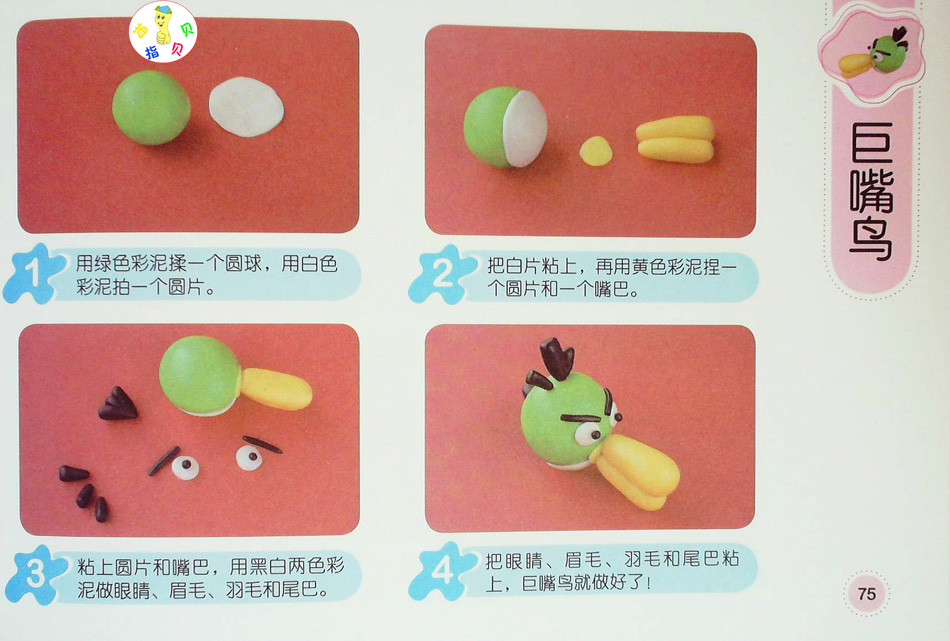 指贝贝
巨嘴鸟
1
用绿色彩泥揉一个圆球，用白色
彩泥拍一个圆片。
2
把白片粘上，再用黄色彩泥捏一
个圆片和一个嘴巴。
3
粘上圆片和嘴巴，用黑白两色彩
泥做眼睛、眉毛、羽毛和尾巴。
4
把眼睛、眉毛、羽毛和尾巴粘
上，巨嘴鸟就做好了！
75